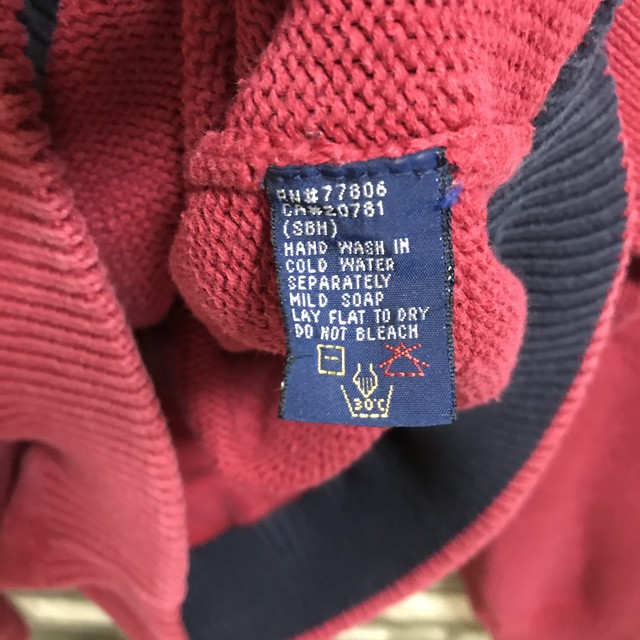 RN#77806
CA#20781
(SBH)
HAND WASH IN
COLD WATER
SEPARATELY
MILD SOAP
LAY FLAT TO DRY
DO NOT BLEACH
30°C